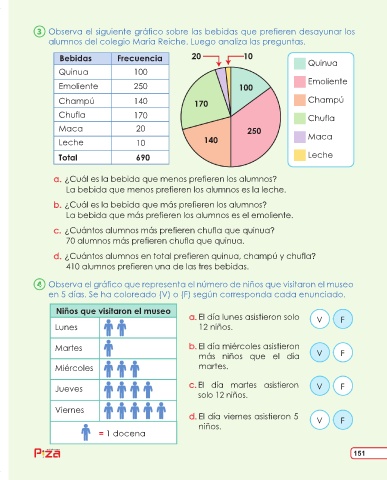 3 Observa el siguiente gráfico sobre las bebidas que prefieren desayunar los
alumnos del colegio María Reiche. Luego analiza las preguntas.
Bebidas Frecuencia
Quinua 100
Emoliente 250
Champú 140
Chufla 170
Maca 20
Leche 10
Total 690
20 10
100
170
250
140
Quinua
Emoliente
Champú
Chufla
Maca
Leche
a. ¿Cuál es la bebida que menos prefieren los alumnos?
La bebida que menos prefieren los alumnos es la leche.
b. ¿Cuál es la bebida que más prefieren los alumnos?
La bebida que más prefieren los alumnos es el emoliente.
c. ¿Cuántos alumnos más prefieren chufla que quinua?
70 alumnos más prefieren chufla que quinua.
d. ¿Cuántos alumnos en total prefieren quinua, champú y chufla?
410 alumnos prefieren una de las tres bebidas.
Observa el gráfico que representa el número de niños que visitaron el museo
en 5 días. Se ha coloreado (V) o (F) según corresponda cada enunciado.
Niños que visitaron el museo
Lunes
Martes
Miércoles
Jueves
Viernes
= 1 docena
a. El día lunes asistieron solo
12 niños.
V F
b. El día miércoles asistieron
más niños que el día
martes.
V F
c. El día martes asistieron
solo 12 niños.
V F
d. El día viernes asistieron 5
niños.
V F
151